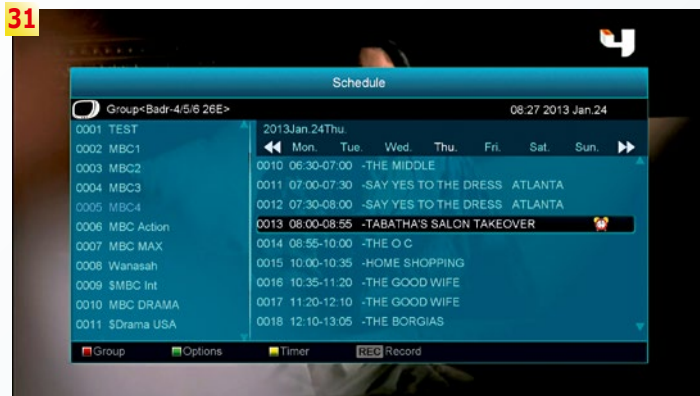 31
Schedule
Group<Badr-4/5/6 26E>
08:27 2013 Jan.24
0001 TEST
0002 MBC1
0003 MBC2
0004 MBC3
0005 MBC4
0006 MBC Action
0007 MBC MAX
0008 Wanasah
0009 $MBC Int
0010 MBC DRAMA
0011 $Drama USA
2013Jan.24Thu.
Mon. Tue. Wed. Thu. Fri. Sat. Sun.
0010 06:30-07:00 -THE MIDDLE
0011 07:00-07:30 -SAY YES TO THE DRESS ATLANTA
0012 07:30-08:00 -SAY YES TO THE DRESS ATLANTA
0013 08:00-08:55 -TABATHA'S SALON TAKEOVER
0014 08:55-10:00 -THE O C
0015 10:00-10:35 -HOME SHOPPING
0016 10:35-11:20 -THE GOOD WIFE
0017 11:20-12:10 -THE GOOD WIFE
0018 12:10-13:05 -THE BORGIAS
Group Options Timer REC Record